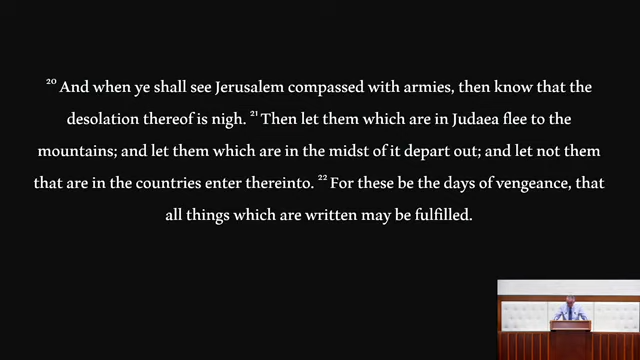 ²⁰ And when ye shall see Jerusalem compassed with armies, then know that the
desolation thereof is nigh. ²¹ Then let them which are in Judaea flee to the
mountains; and let them which are in the midst of it depart out; and let not them
that are in the countries enter thereinto. ²² For these be the days of vengeance, that
all things which are written may be fulfilled.